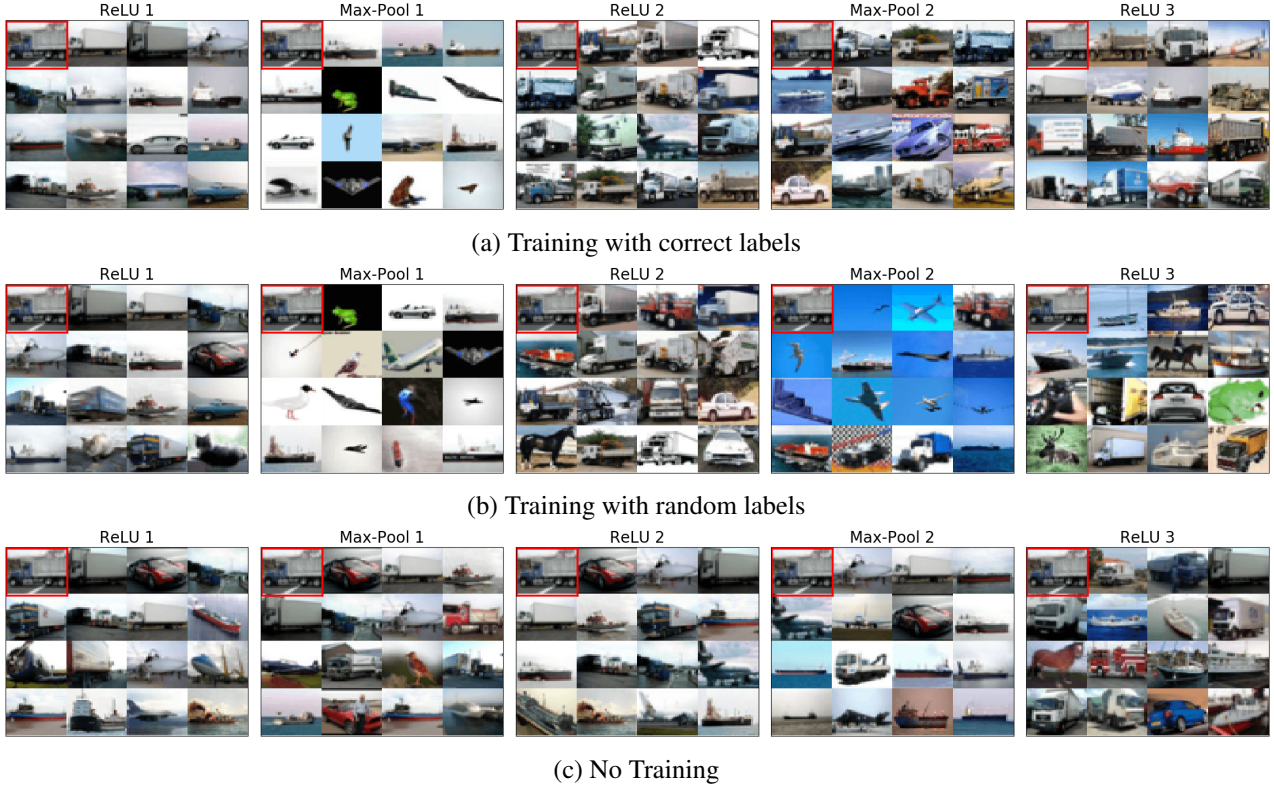 ReLU 1 Max-Pool 1 ReLU 2 Max-Pool 2 ReLU 3
(a) Training with correct labels
ReLU 1 Max-Pool 1 ReLU 2 Max-Pool 2 ReLU 3
(b) Training with random labels
ReLU 1 Max-Pool 1 ReLU 2 Max-Pool 2 ReLU 3
(c) No Training